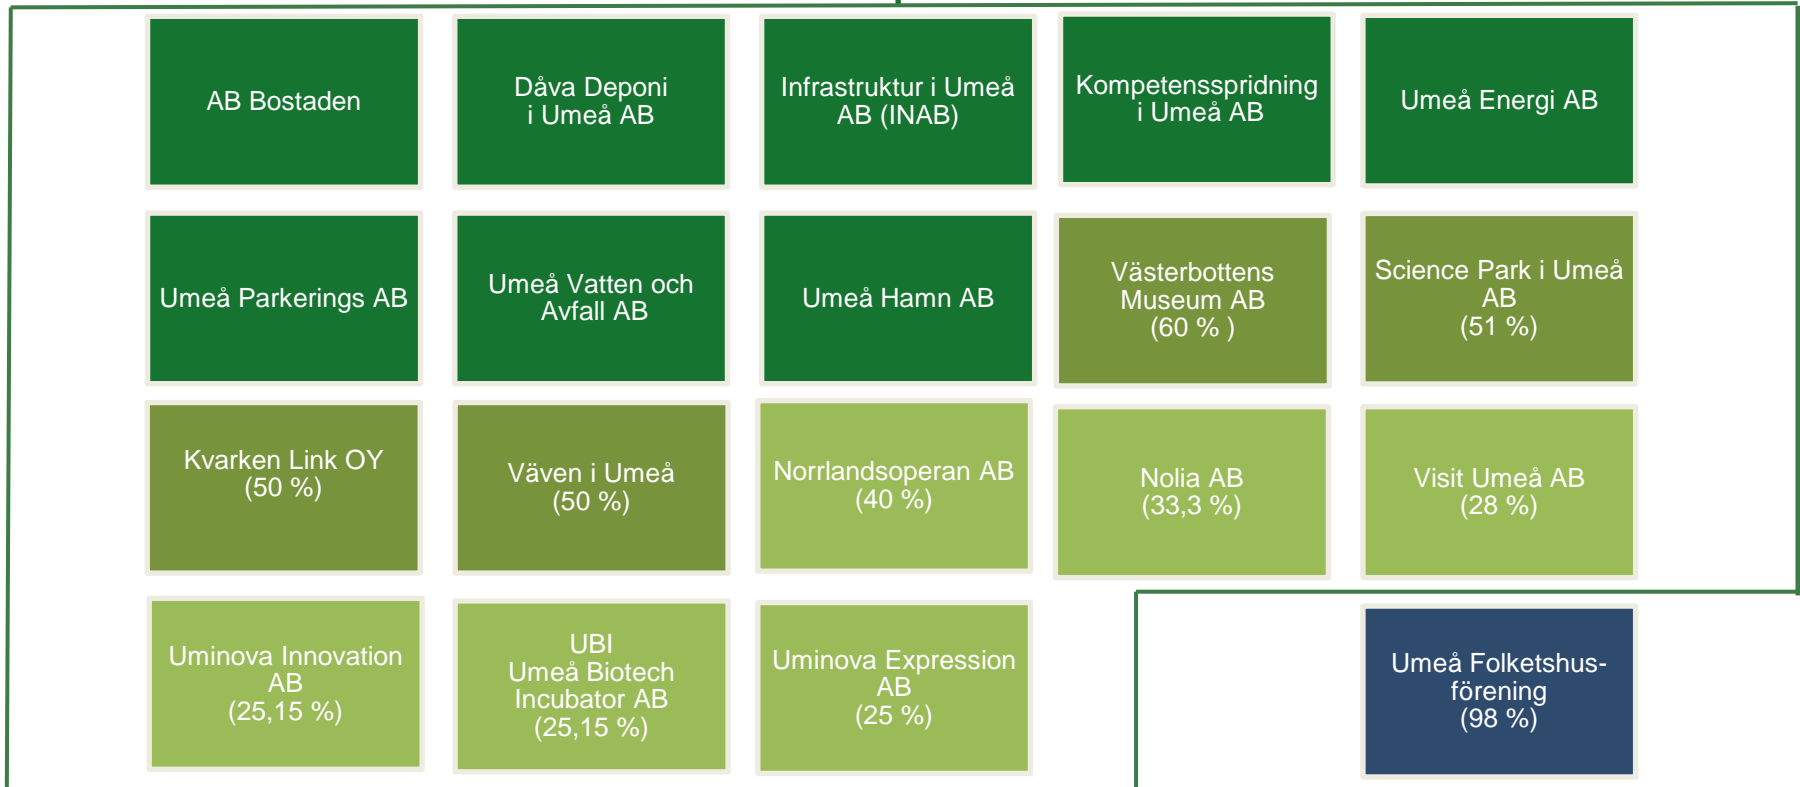 AB Bostaden
Dåva Deponi
i Umeå AB
Infrastruktur i Umeå
AB (INAB)
Kompetensspridning
i Umeå AB
Umeå Energi AB
Umeå Parkerings AB
Umeå Vatten och
Avfall AB
Umeå Hamn AB
Västerbottens
Museum AB
(60 % )
Science Park i Umeå
AB
(51 %)
Kvarken Link OY
(50 %)
Väven i Umeå
(50 %)
Norrlandsoperan AB
(40 %)
Nolia AB
(33,3 %)
Visit Umeå AB
(28 %)
Uminova Innovation
AB
(25,15 %)
UBI
Umeå Biotech
Incubator AB
(25,15 %)
Uminova Expression
AB
(25 %)
Umeå Folketshus-
förening
(98 %)